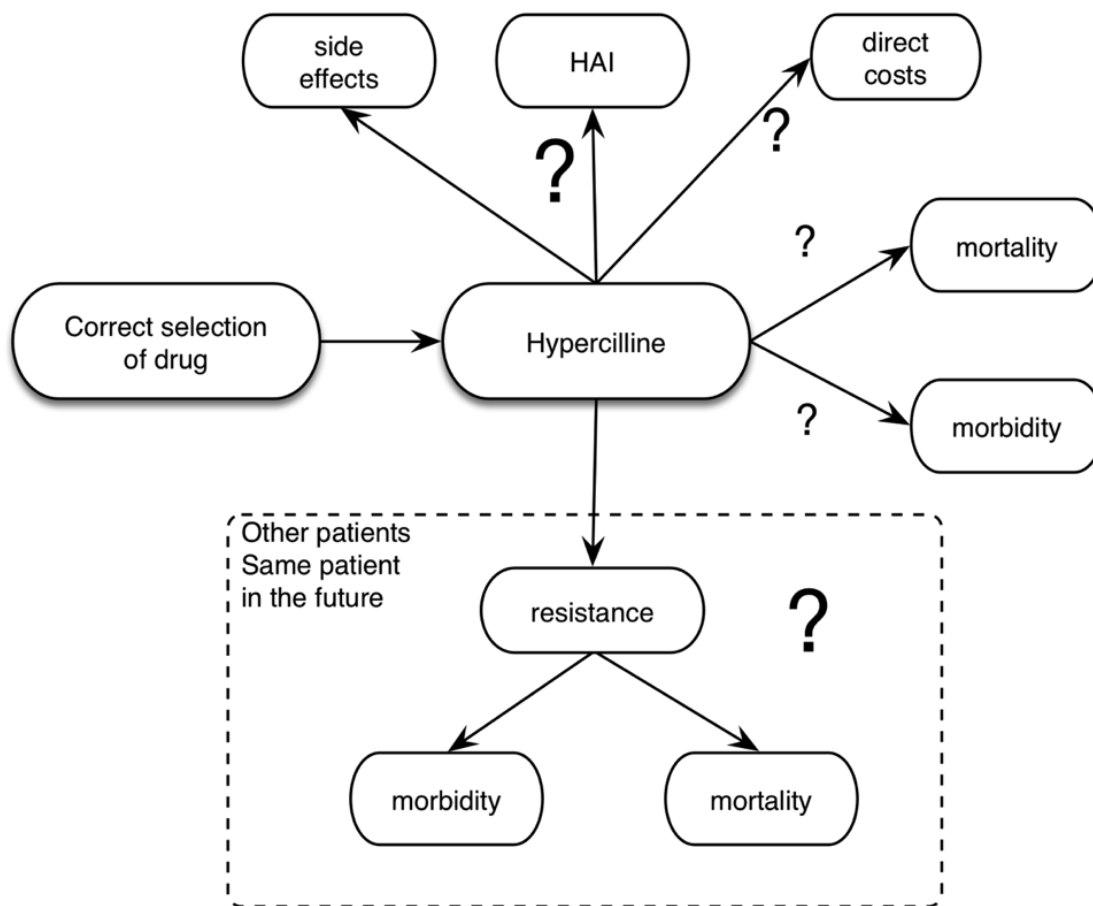 side
effects
HAI
direct
costs
?
?
?
mortality
Correct selection
of drug
Hypercilline
?
morbidity
Other patients
Same patient
in the future
resistance
?
morbidity
mortality